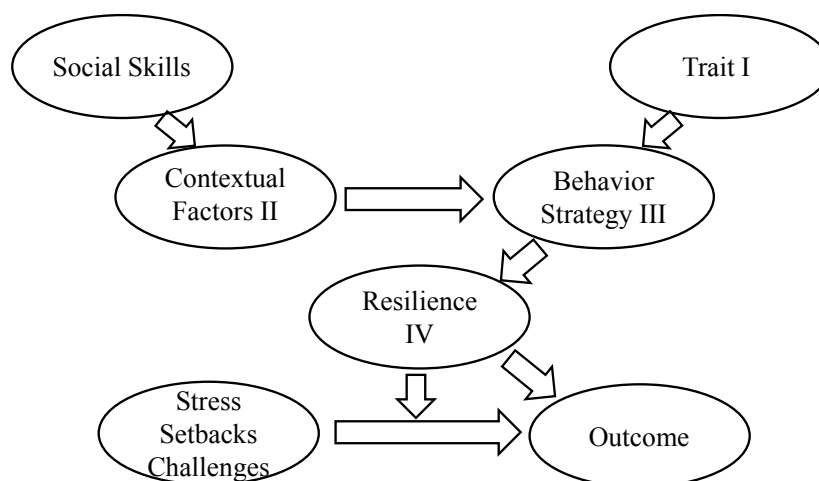 Social Skills
Trait I
Contextual
Factors II
Behavior
Strategy III
Resilience
IV
Stress
Setbacks
Challenges
Outcome